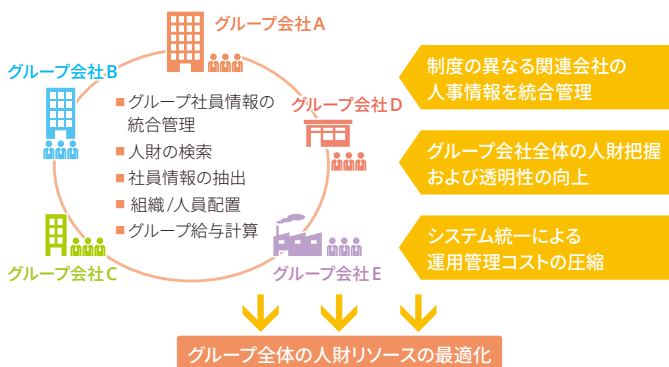 グループ会社A
グループ会社B
グループ会社D
■ グループ社員情報の
統合管理
■ 人財の検索
■ 社員情報の抽出
■ 組織/人員配置
■ グループ給与計算
グループ会社C
グループ会社E
制度の異なる関連会社の
人事情報を統合管理
グループ会社全体の人財把握
および透明性の向上
システム統一による
運用管理コストの圧縮
グループ全体の人財リソースの最適化